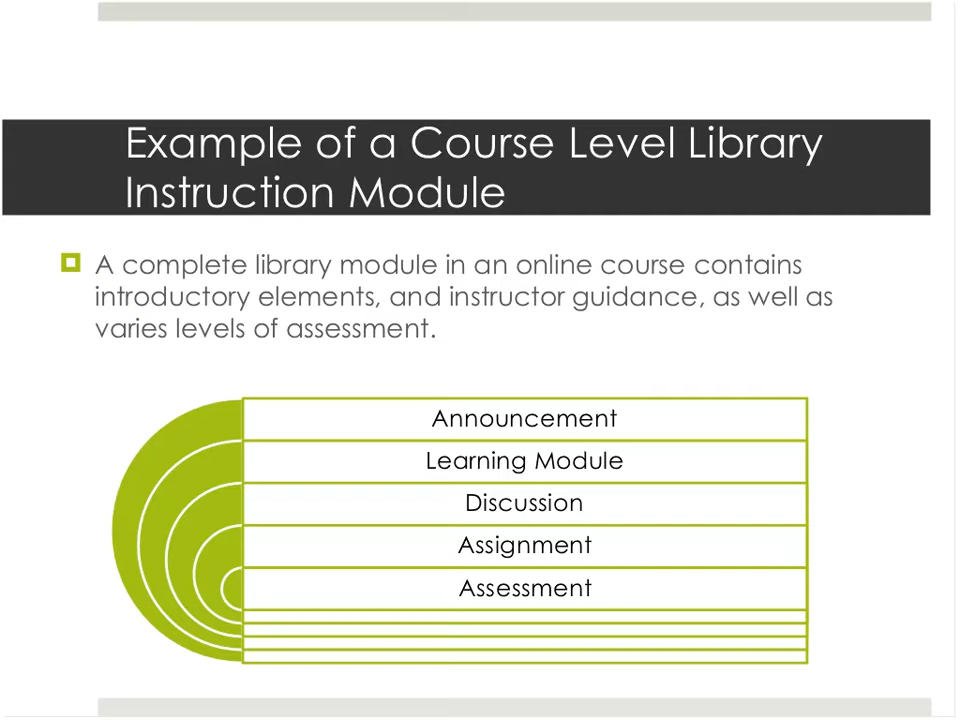 Example of a Course Level Library
Instruction Module
A complete library module in an online course contains
introductory elements, and instructor guidance, as well as
varies levels of assessment.
Announcement
Learning Module
Discussion
Assignment
Assessment